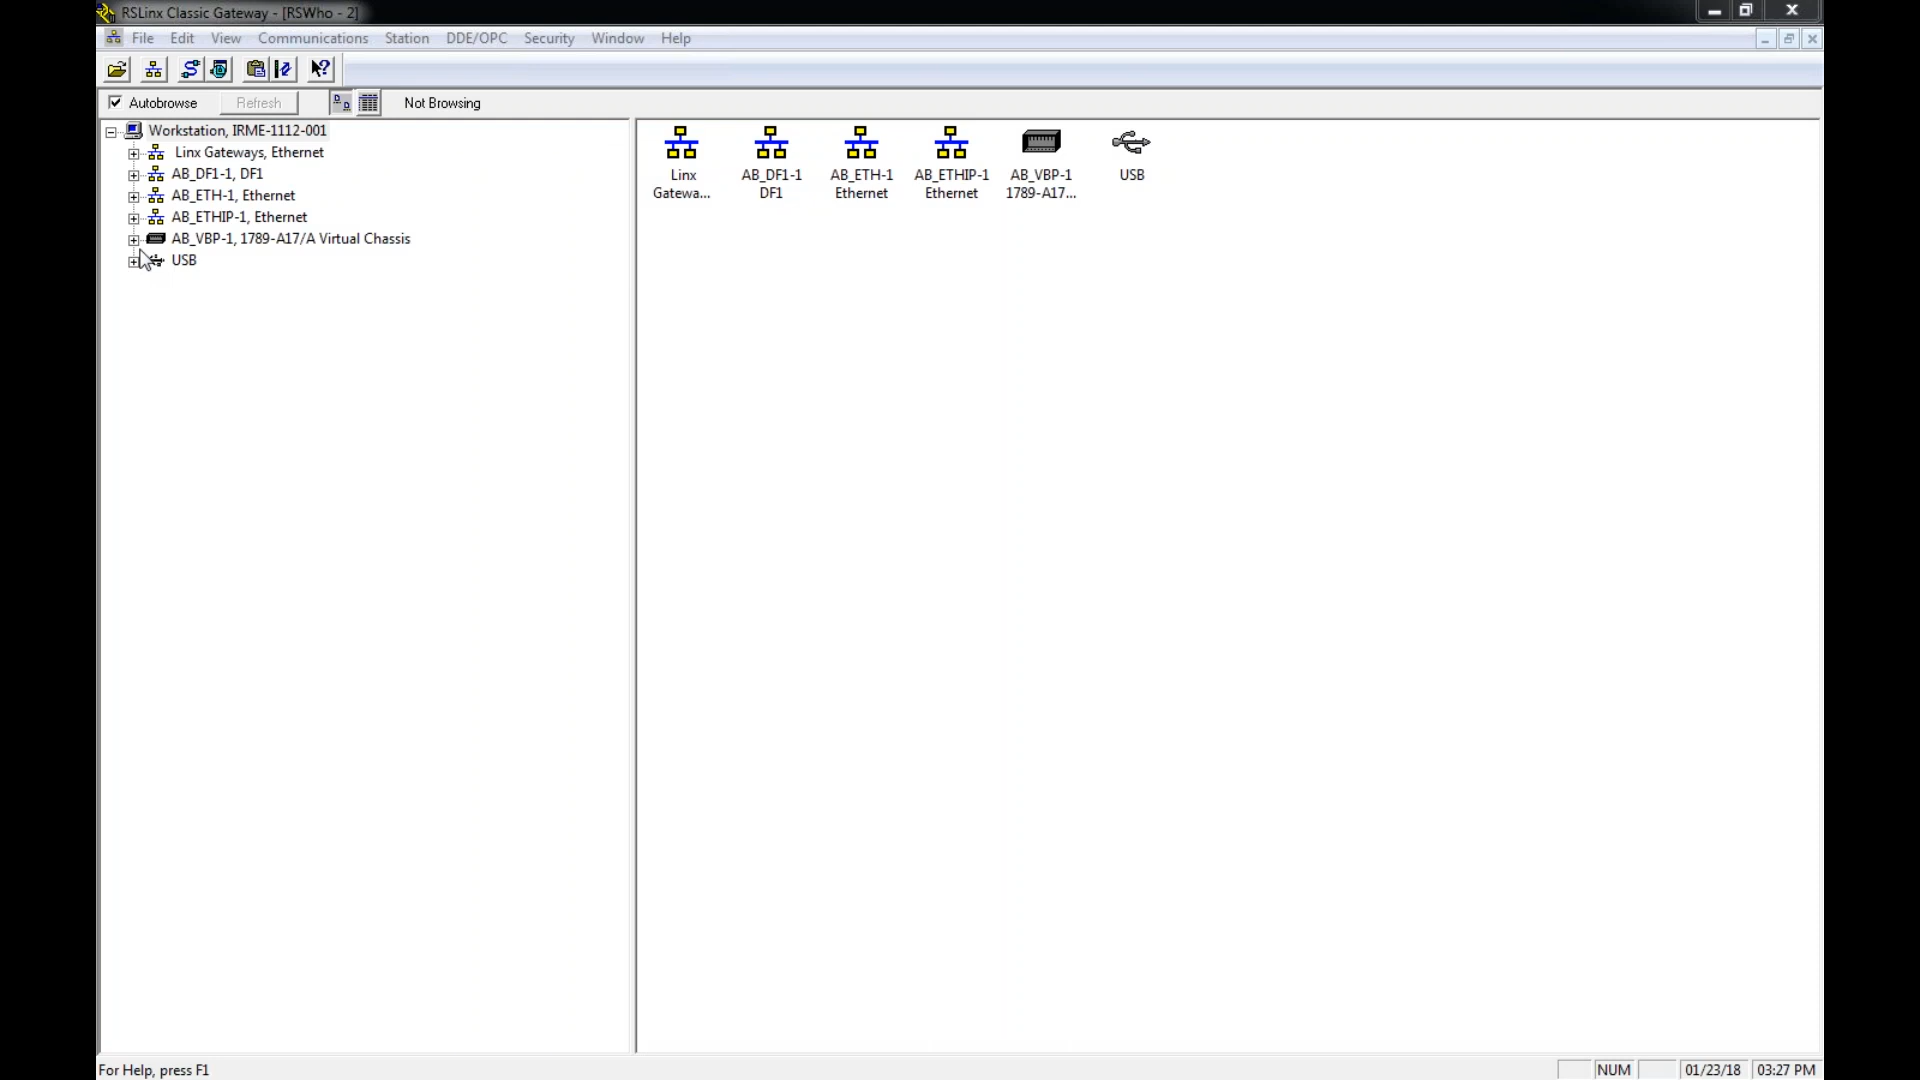 RSLinx Classic Gateway - [RSWho - 2]
File Edit View Communications Station DDE/OPC Security Window Help
Autobrowse Refresh Not Browsing
Workstation, IRME-1112-001
Linx Gateways, Ethernet
AB_DF1-1, DF1
AB_ETH-1, Ethernet
AB_ETHIP-1, Ethernet
AB_VBP-1, 1789-A17/A Virtual Chassis
USB
Linx
Gatewa...
AB_DF1-1
DF1
AB_ETH-1
Ethernet
AB_ETHIP-1
Ethernet
AB_VBP-1
1789-A17...
USB
For Help, press F1
NUM 01/23/18 03:27 PM